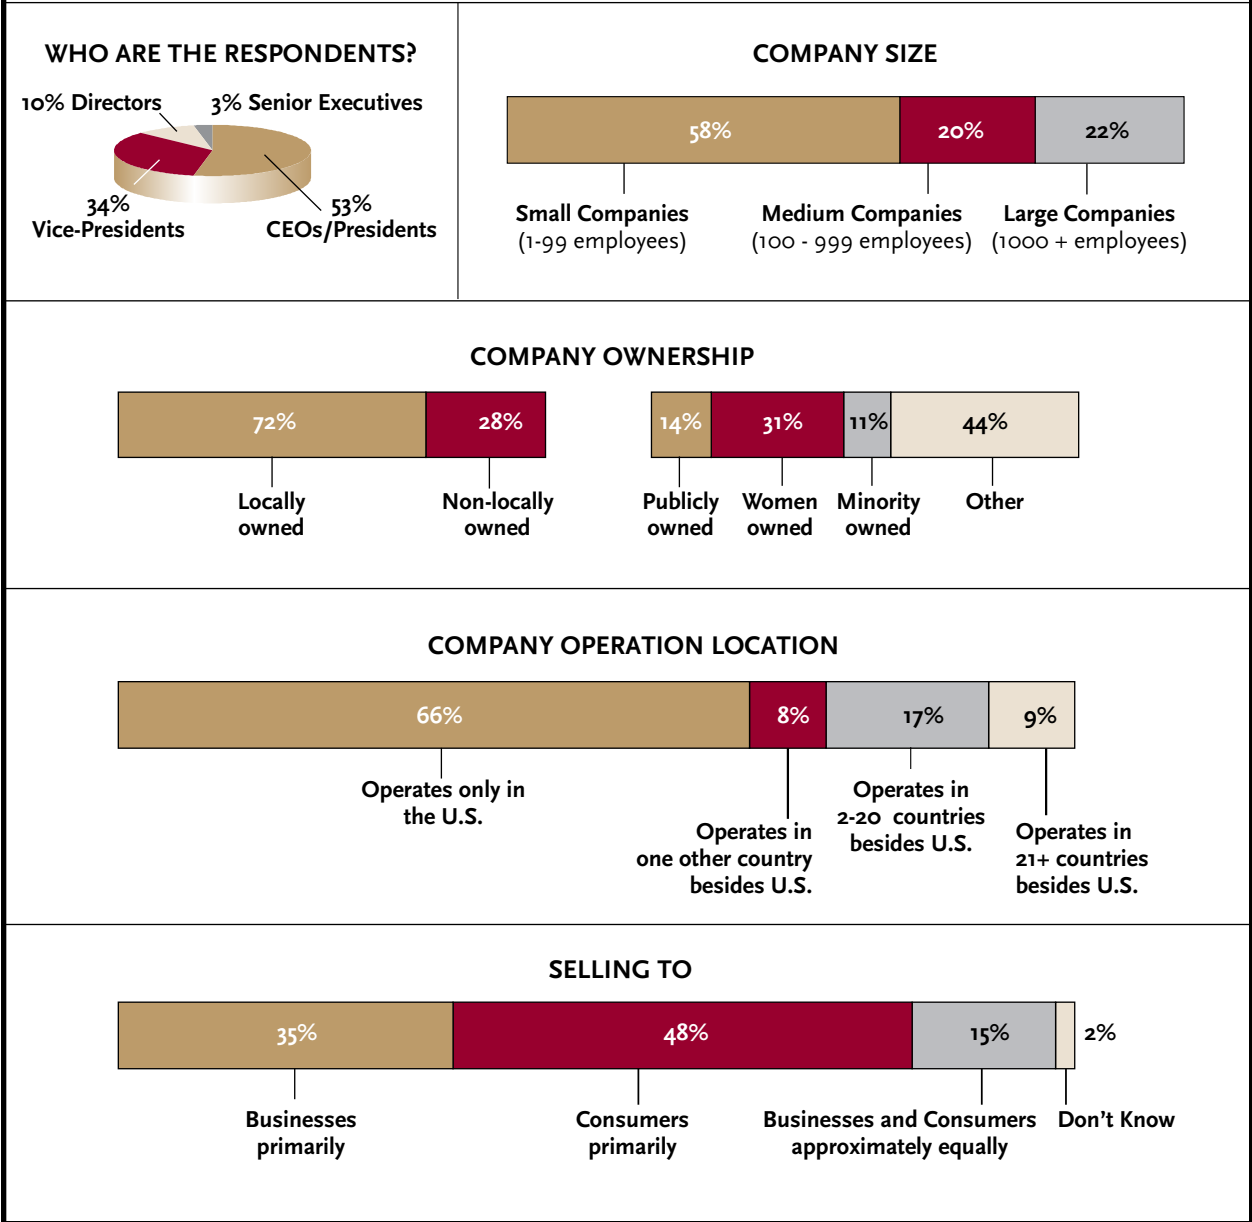 WHO ARE THE RESPONDENTS?
10% Directors
3% Senior Executives
34%
Vice-Presidents
53%
CEOs/Presidents
COMPANY SIZE
58%
20%
22%
Small Companies
(1-99 employees)
Medium Companies
(100 - 999 employees)
Large Companies
(1000 + employees)
COMPANY OWNERSHIP
72%
28%
14%
31%
11%
44%
Locally
owned
Non-locally
owned
Publicly
owned
Women
owned
Minority
owned
Other
COMPANY OPERATION LOCATION
66%
8%
17%
9%
Operates only in
the U.S.
Operates in
one other country
besides U.S.
Operates in
2-20 countries
besides U.S.
Operates in
21+ countries
besides U.S.
SELLING TO
35%
48%
15%
2%
Businesses
primarily
Consumers
primarily
Businesses and Consumers
approximately equally
Don't Know